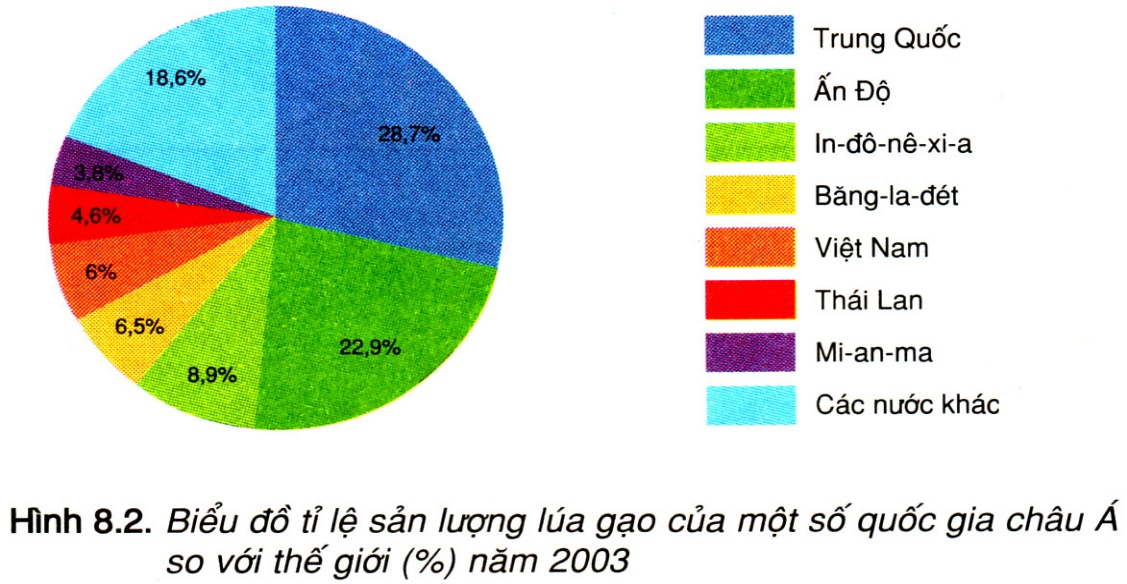 18,6%
28,7%
3,8%
4,6%
6%
6,5%
8,9%
22,9%
Trung Quốc
Ấn Độ
In-đô-nê-xi-a
Băng-la-đét
Việt Nam
Thái Lan
Mi-an-ma
Các nước khác
Hình 8.2. Biểu đồ tỉ lệ sản lượng lúa gạo của một số quốc gia châu Á
so với thế giới (%) năm 2003